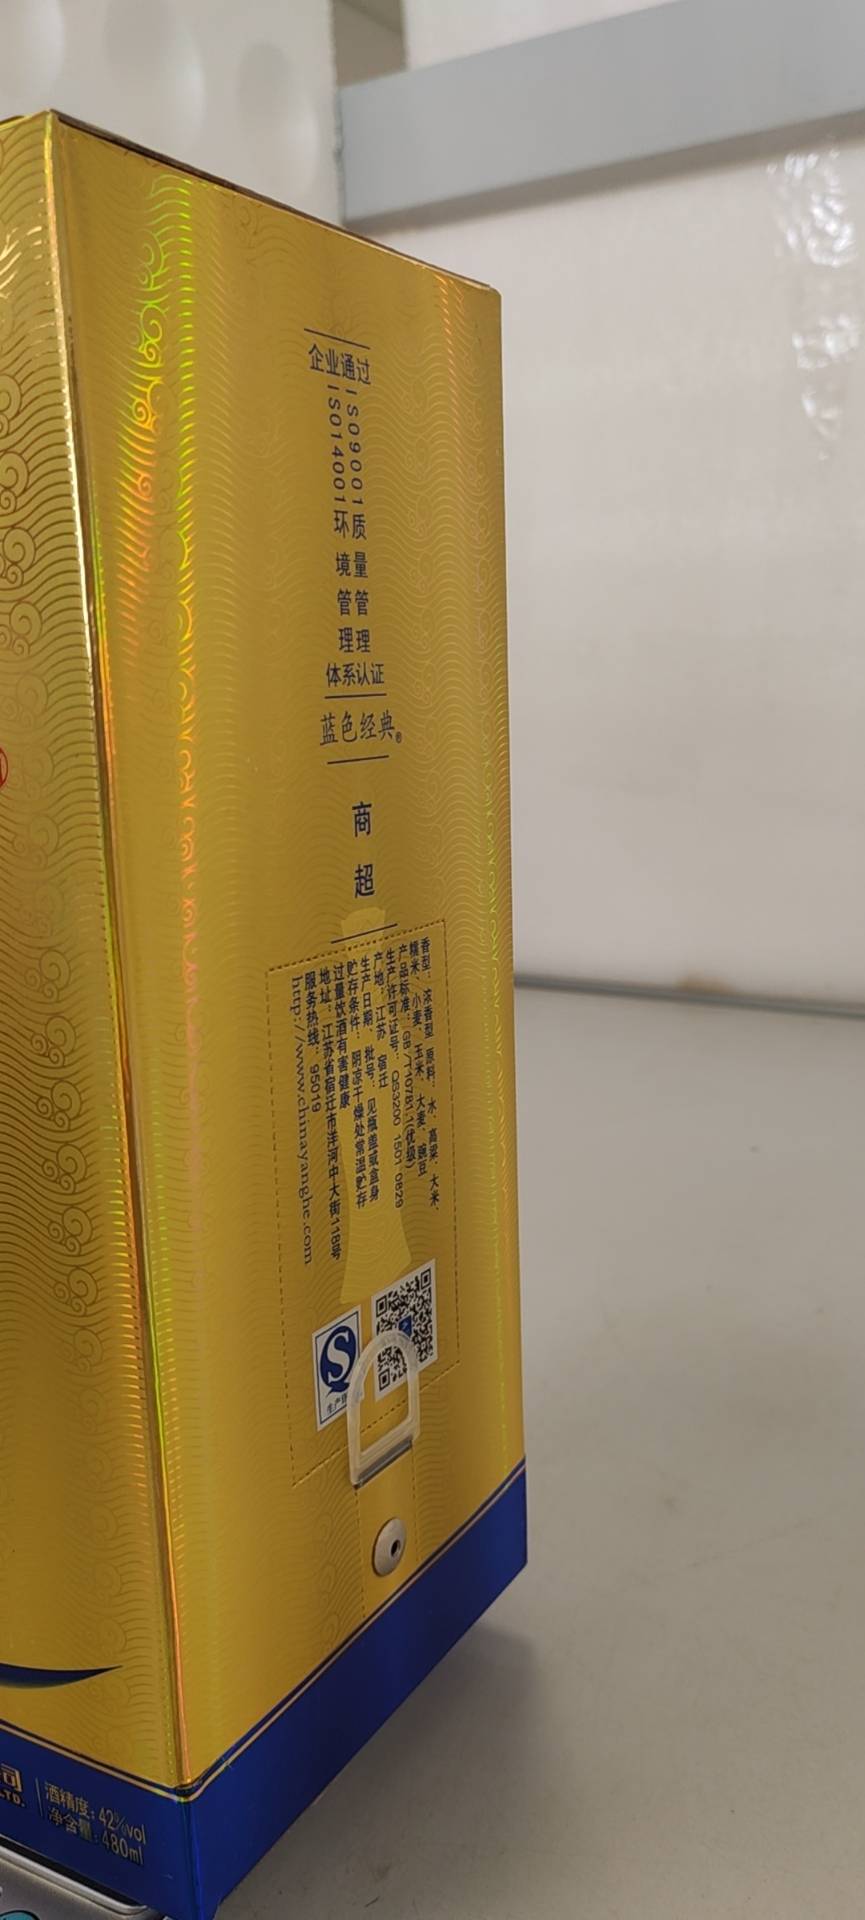 企业通过
ISO9001质量管理
ISO14001环境管理
体系认证
蓝色经典®
商超
香型：浓香型 原料：水、高粱、大米、
糯米、小麦、玉米、大麦、豌豆
产品标准：GB/T10781.1(优级)
生产许可证号：QS3200 1501 0829
产地：江苏 宿迁
生产日期、批号：见瓶盖或盒身
贮存条件：阴凉干燥处常温贮存
过量饮酒有害健康
地址：江苏省宿迁市洋河中大街118号
服务热线：95019
http://www.chinayanghe.com
S
生产
司
LTD.
酒精度：42%vol
净含量：480ml